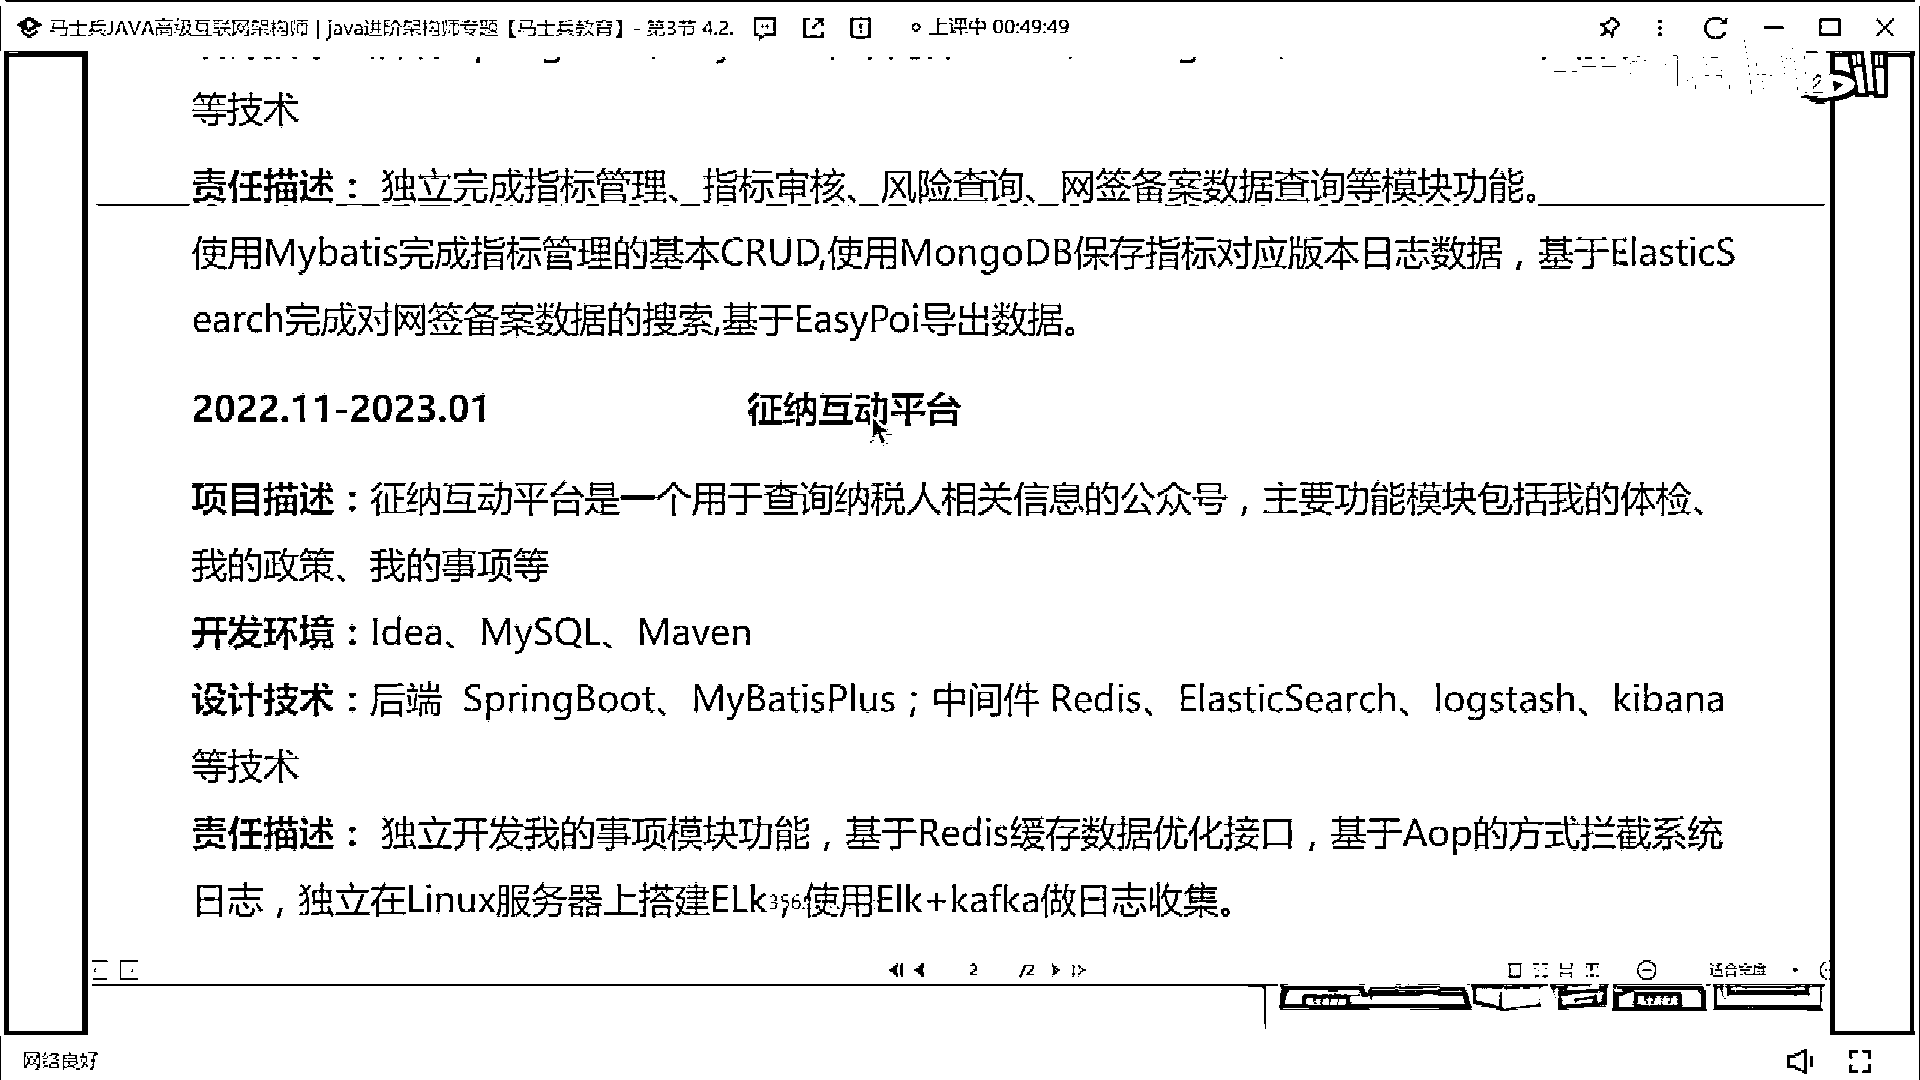 马士兵JAVA高级互联网架构师 | java进阶架构师专题【马士兵教育】- 第3节 4.2.
上课中 00:49:49
等技术
责任描述： 独立完成指标管理、指标审核、风险查询、网签备案数据查询等模块功能。
使用Mybatis完成指标管理的基本CRUD,使用MongoDB保存指标对应版本日志数据，基于ElasticS
earch完成对网签备案数据的搜索,基于EasyPoi导出数据。
2022.11-2023.01 征纳互动平台
项目描述：征纳互动平台是一个用于查询纳税人相关信息的公众号，主要功能模块包括我的体检、
我的政策、我的事项等
开发环境：Idea、MySQL、Maven
设计技术：后端 SpringBoot、MyBatisPlus；中间件 Redis、ElasticSearch、logstash、kibana
等技术
责任描述： 独立开发我的事项模块功能，基于Redis缓存数据优化接口，基于Aop的方式拦截系统
日志，独立在Linux服务器上搭建ELk，使用Elk+kafka做日志收集。
2 /2
适合宽度
网络良好